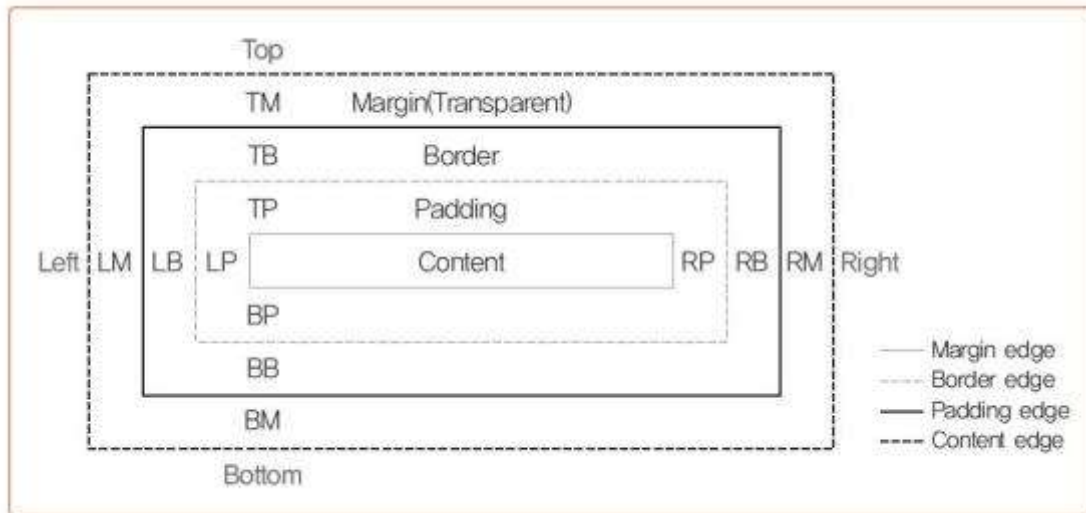 Top
TM Margin(Transparent)
TB Border
TP Padding
Left LM LB LP Content RP RB RM Right
BP
BB
BM
Bottom
Margin edge
Border edge
Padding edge
Content edge